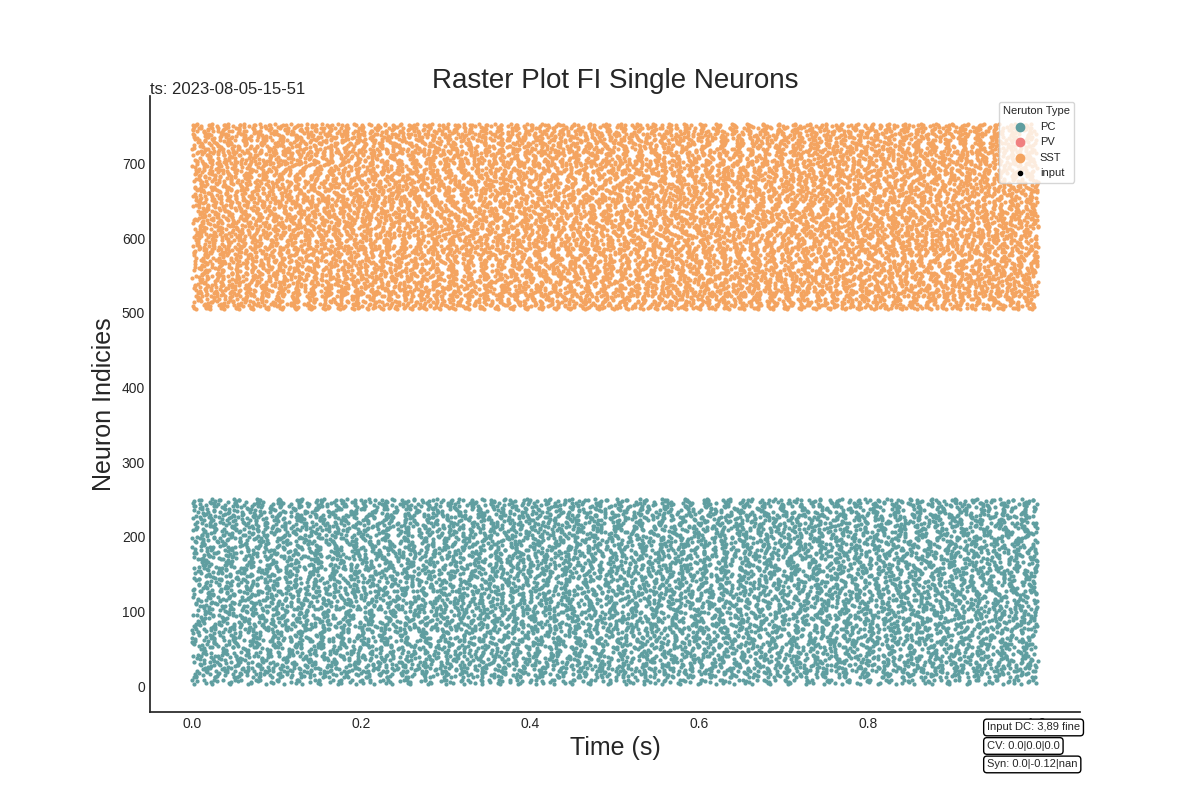 Raster Plot FI Single Neurons
ts: 2023-08-05-15-51
Neruton Type
PC
PV
SST
input
700
600
500
400
300
200
100
0
Neuron Indicies
0.0 0.2 0.4 0.6 0.8
Time (s)
Input DC: 3,89 fine
CV: 0.0|0.0|0.0
Syn: 0.0|-0.12|nan